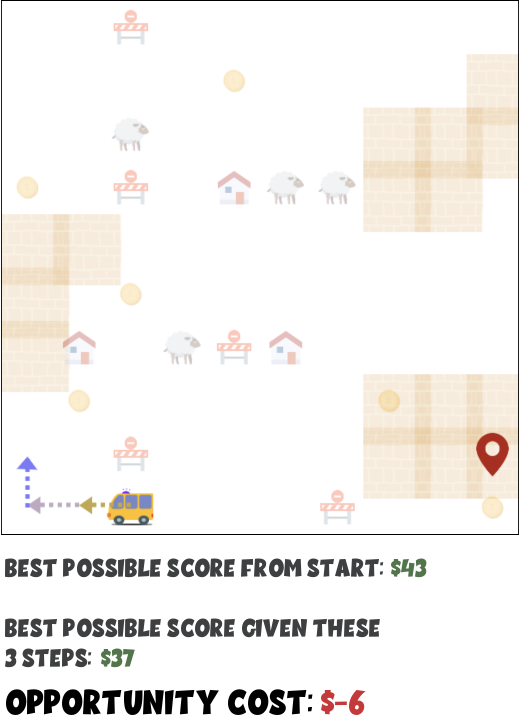 BEST POSSIBLE SCORE FROM START: $43
BEST POSSIBLE SCORE GIVEN THESE
3 STEPS: $37
OPPORTUNITY COST: $-6